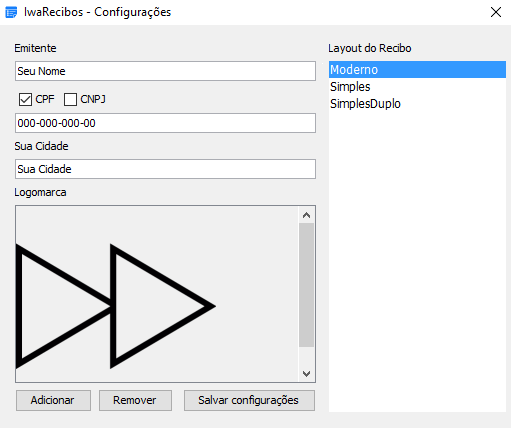 IwaRecibos - Configurações
Emitente
Seu Nome
CPF CNPJ
000-000-000-00
Sua Cidade
Sua Cidade
Logomarca
Adicionar Remover Salvar configurações
Layout do Recibo
Moderno
Simples
SimplesDuplo